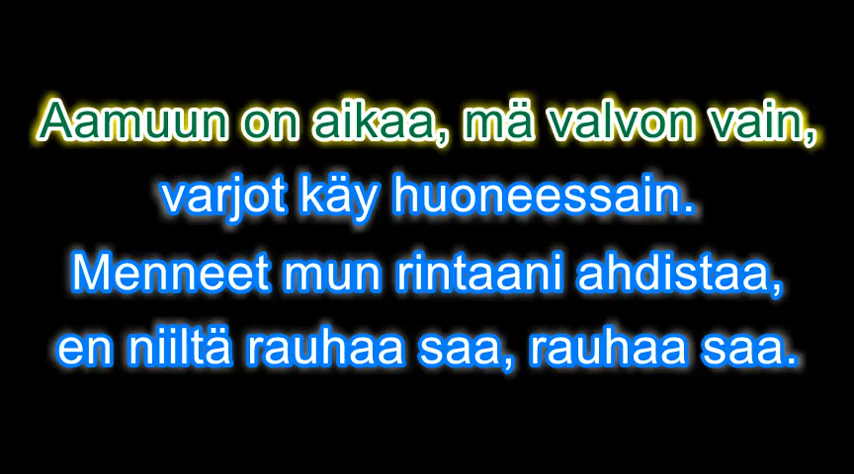 Aamuun on aikaa, mä valvon vain,
varjot käy huoneessain.
Menneet mun rintaani ahdistaa,
en niiltä rauhaa saa, rauhaa saa.